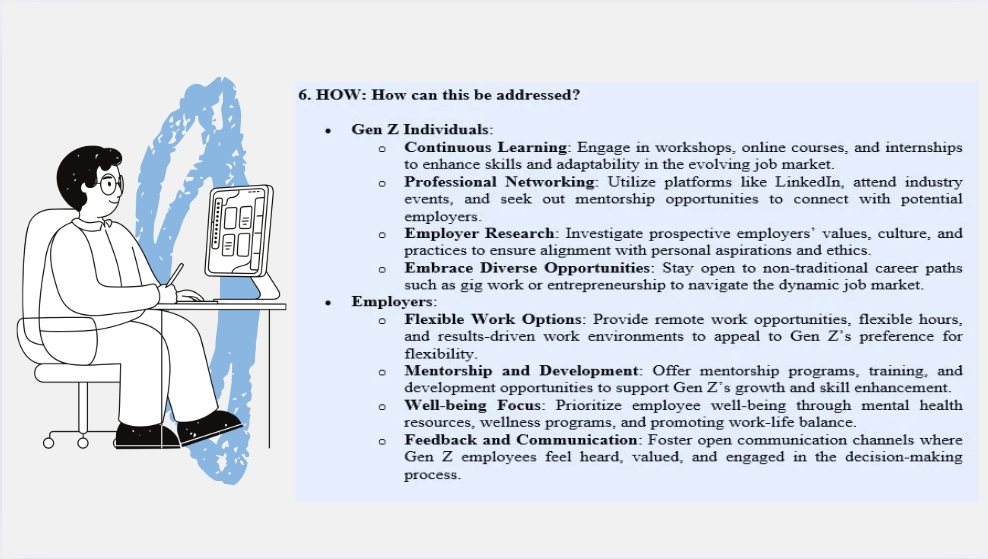 6. HOW: How can this be addressed?
• Gen Z Individuals:
o Continuous Learning: Engage in workshops, online courses, and internships
to enhance skills and adaptability in the evolving job market.
o Professional Networking: Utilize platforms like LinkedIn, attend industry
events, and seek out mentorship opportunities to connect with potential
employers.
o Employer Research: Investigate prospective employers' values, culture, and
practices to ensure alignment with personal aspirations and ethics.
o Embrace Diverse Opportunities: Stay open to non-traditional career paths
such as gig work or entrepreneurship to navigate the dynamic job market.
• Employers:
o Flexible Work Options: Provide remote work opportunities, flexible hours,
and results-driven work environments to appeal to Gen Z's preference for
flexibility.
o Mentorship and Development: Offer mentorship programs, training, and
development opportunities to support Gen Z's growth and skill enhancement.
o Well-being Focus: Prioritize employee well-being through mental health
resources, wellness programs, and promoting work-life balance.
o Feedback and Communication: Foster open communication channels where
Gen Z employees feel heard, valued, and engaged in the decision-making
process.